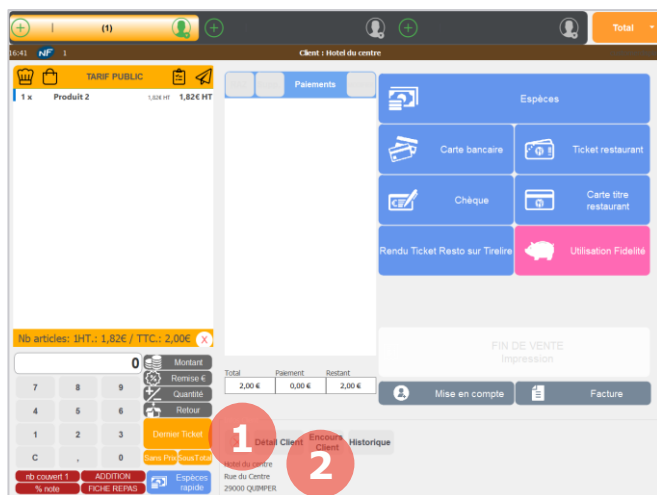 (1)
Total
16:41 NF 1 Client : Hotel du centre
TARIF PUBLIC
1 x Produit 2 1,82€ HT 1,82€ HT
Paiements
Espèces
Carte bancaire
Ticket restaurant
Chèque
Carte titre
restaurant
Rendu Ticket Resto sur Tirelire
Utilisation Fidélité
Nb articles: 1HT.: 1,82€ / TTC.: 2,00€ X
FIN DE VENTE
Impression
0
Montant
Remise €
Quantité
Retour
7 8 9
4 5 6
1 2 3
C , 0
Dernier Ticket
Sans Prix
SousTotal
Total Paiement Restant
2,00 € 0,00 € 2,00 €
Mise en compte
Facture
1
2
Détail Client
Encours
Client
Historique
Hotel du centre
Rue du Centre
29000 QUIMPER
nb couvert 1
ADDITION
% note
FICHE REPAS
Espèces
rapide